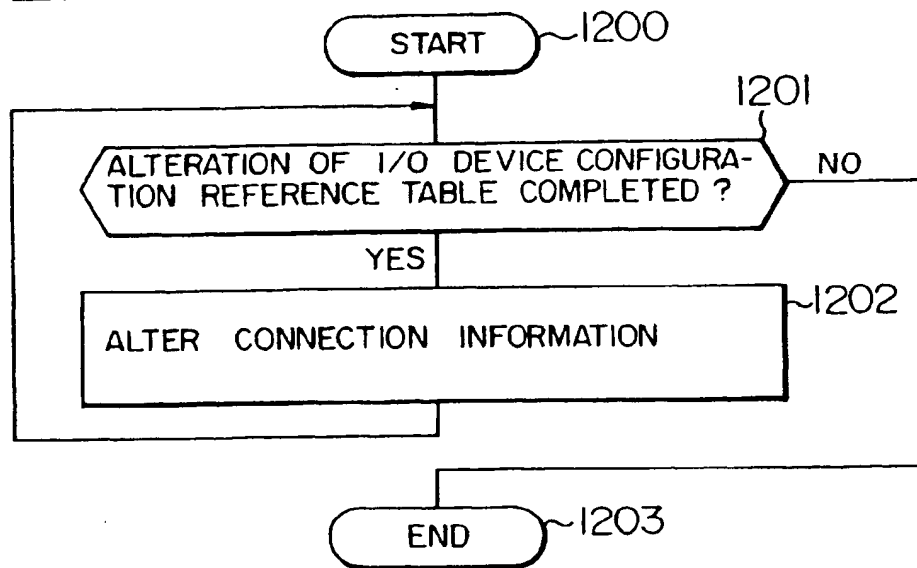 START
1200
1201
ALTERATION OF I/O DEVICE CONFIGURA-
TION REFERENCE TABLE COMPLETED ?
NO
YES
1202
ALTER CONNECTION INFORMATION
END
1203